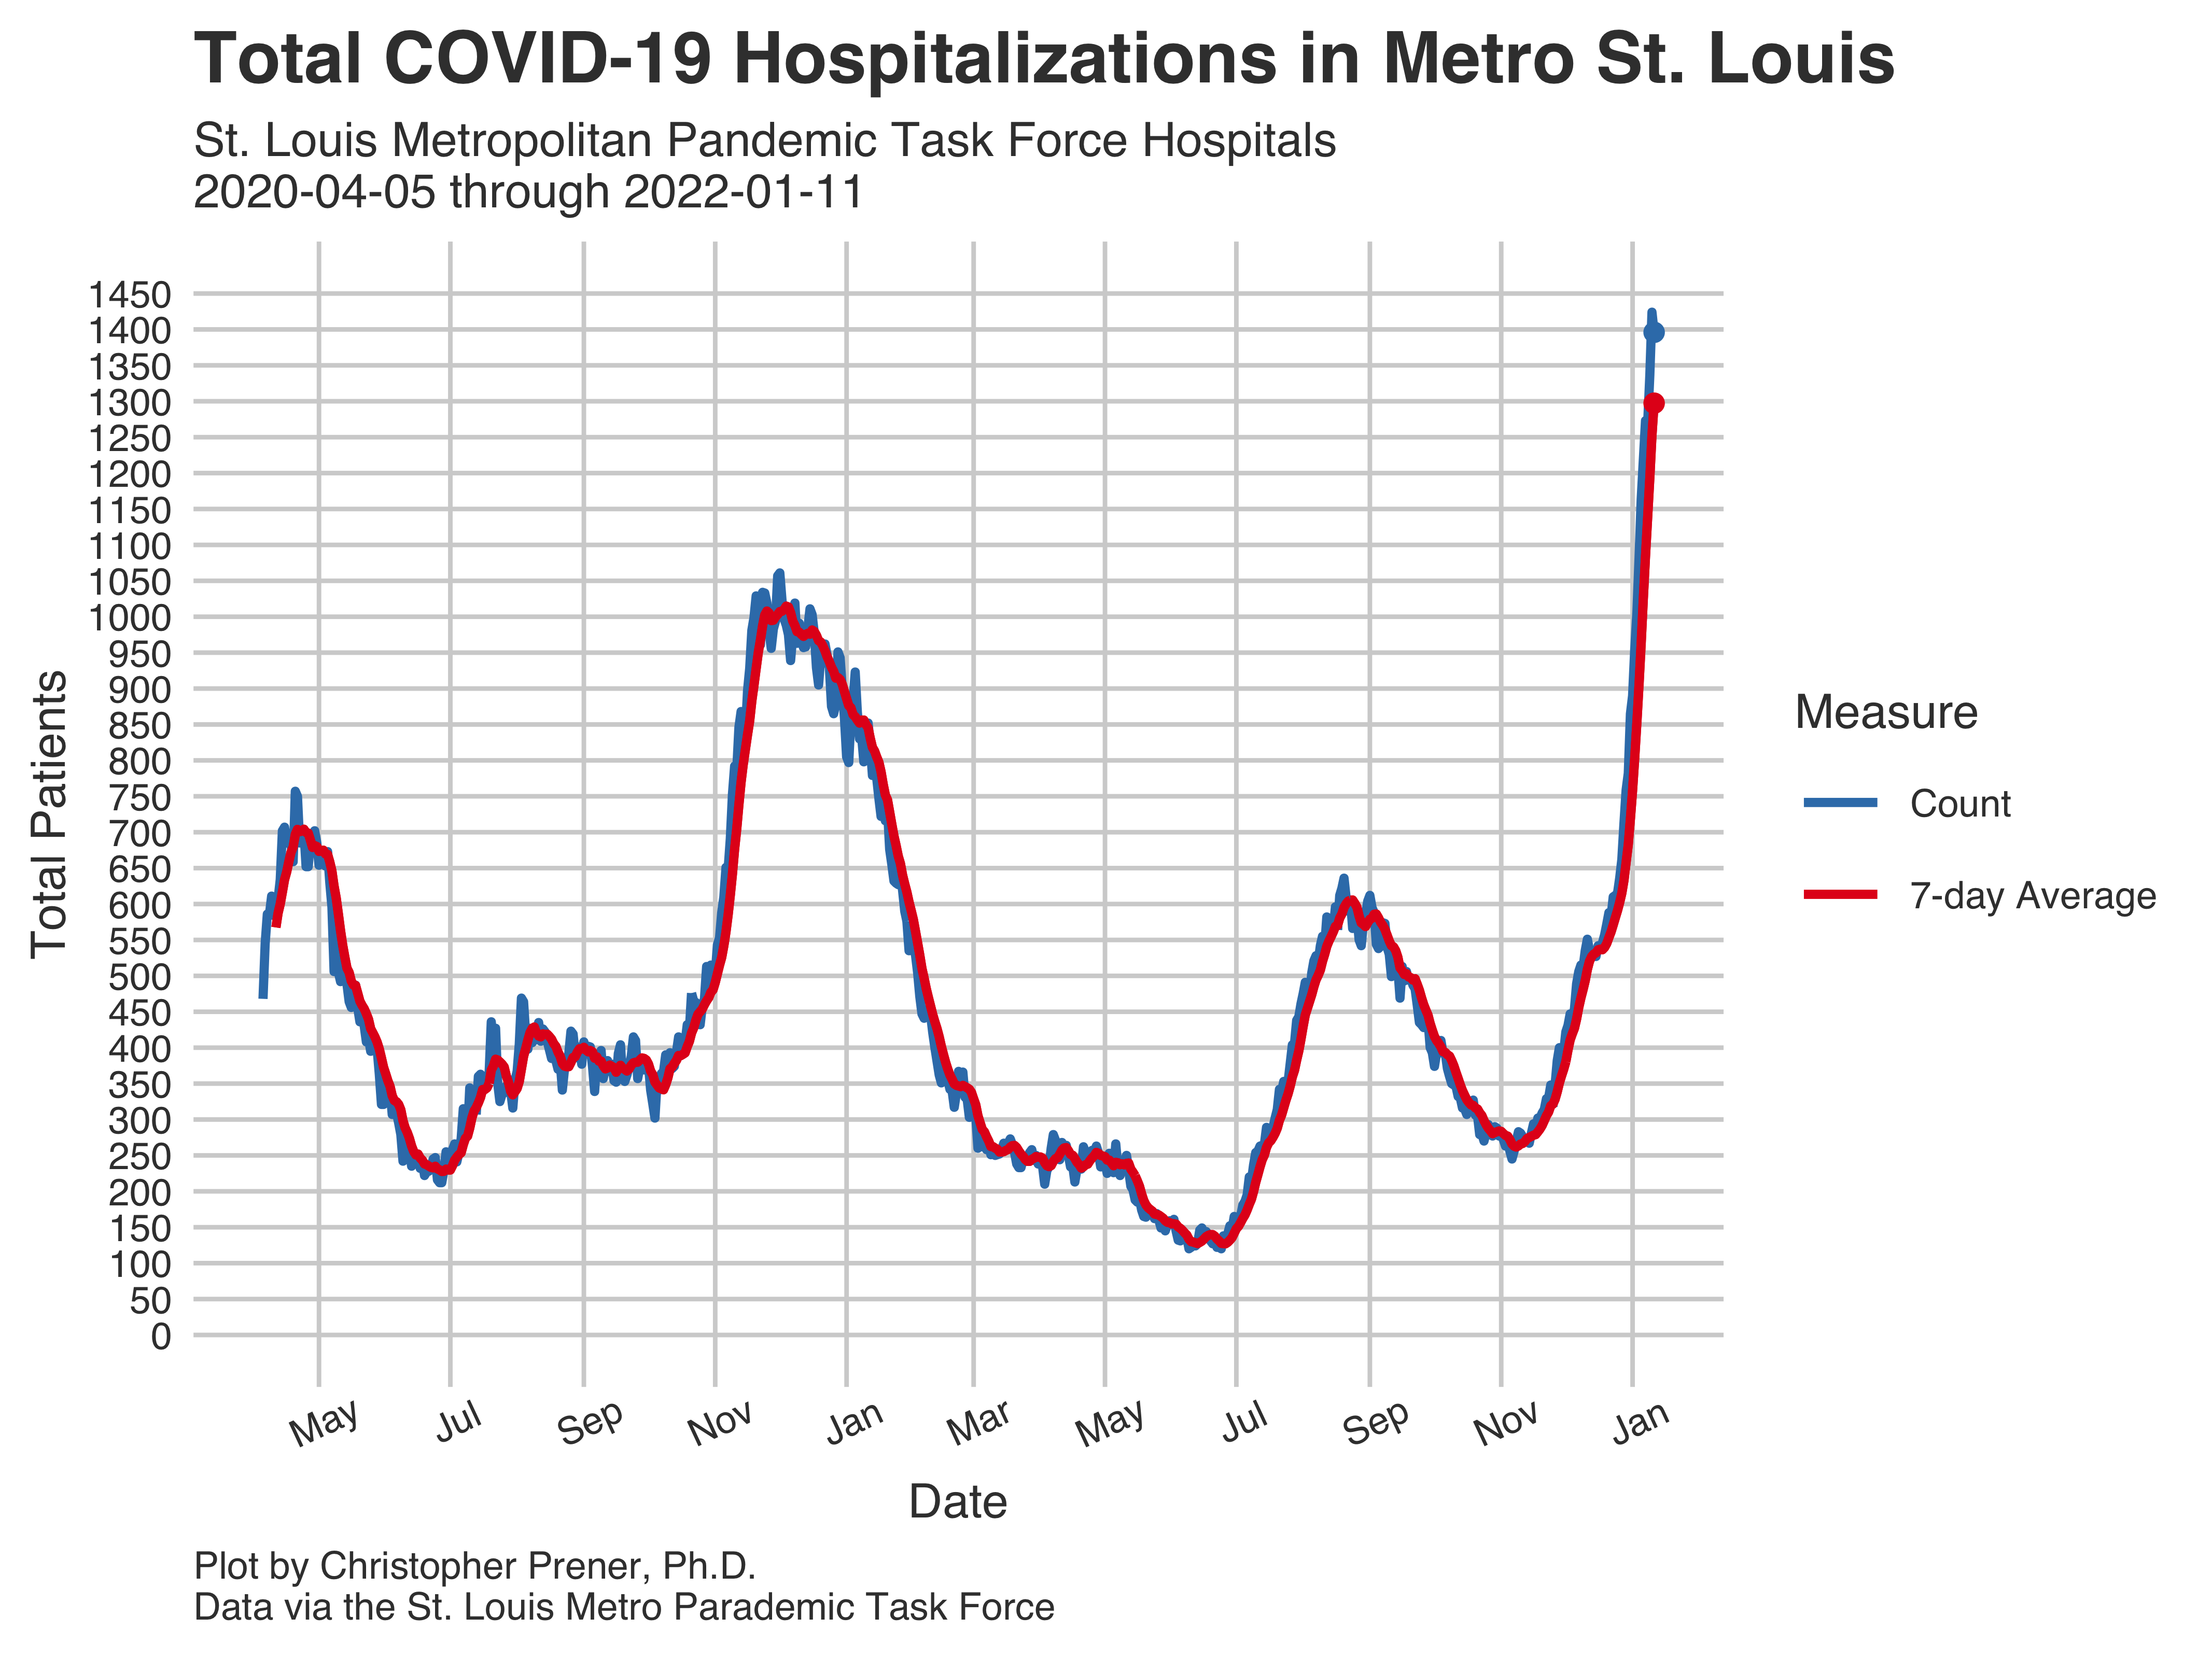 Total COVID-19 Hospitalizations in Metro St. Louis
St. Louis Metropolitan Pandemic Task Force Hospitals
2020-04-05 through 2022-01-11
Total Patients
1450
1400
1350
1300
1250
1200
1150
1100
1050
1000
950
900
850
800
750
700
650
600
550
500
450
400
350
300
250
200
150
100
50
0
May
Jul
Sep
Nov
Jan
Mar
May
Jul
Sep
Nov
Jan
Date
Measure
Count
7-day Average
Plot by Christopher Prener, Ph.D.
Data via the St. Louis Metro Parademic Task Force